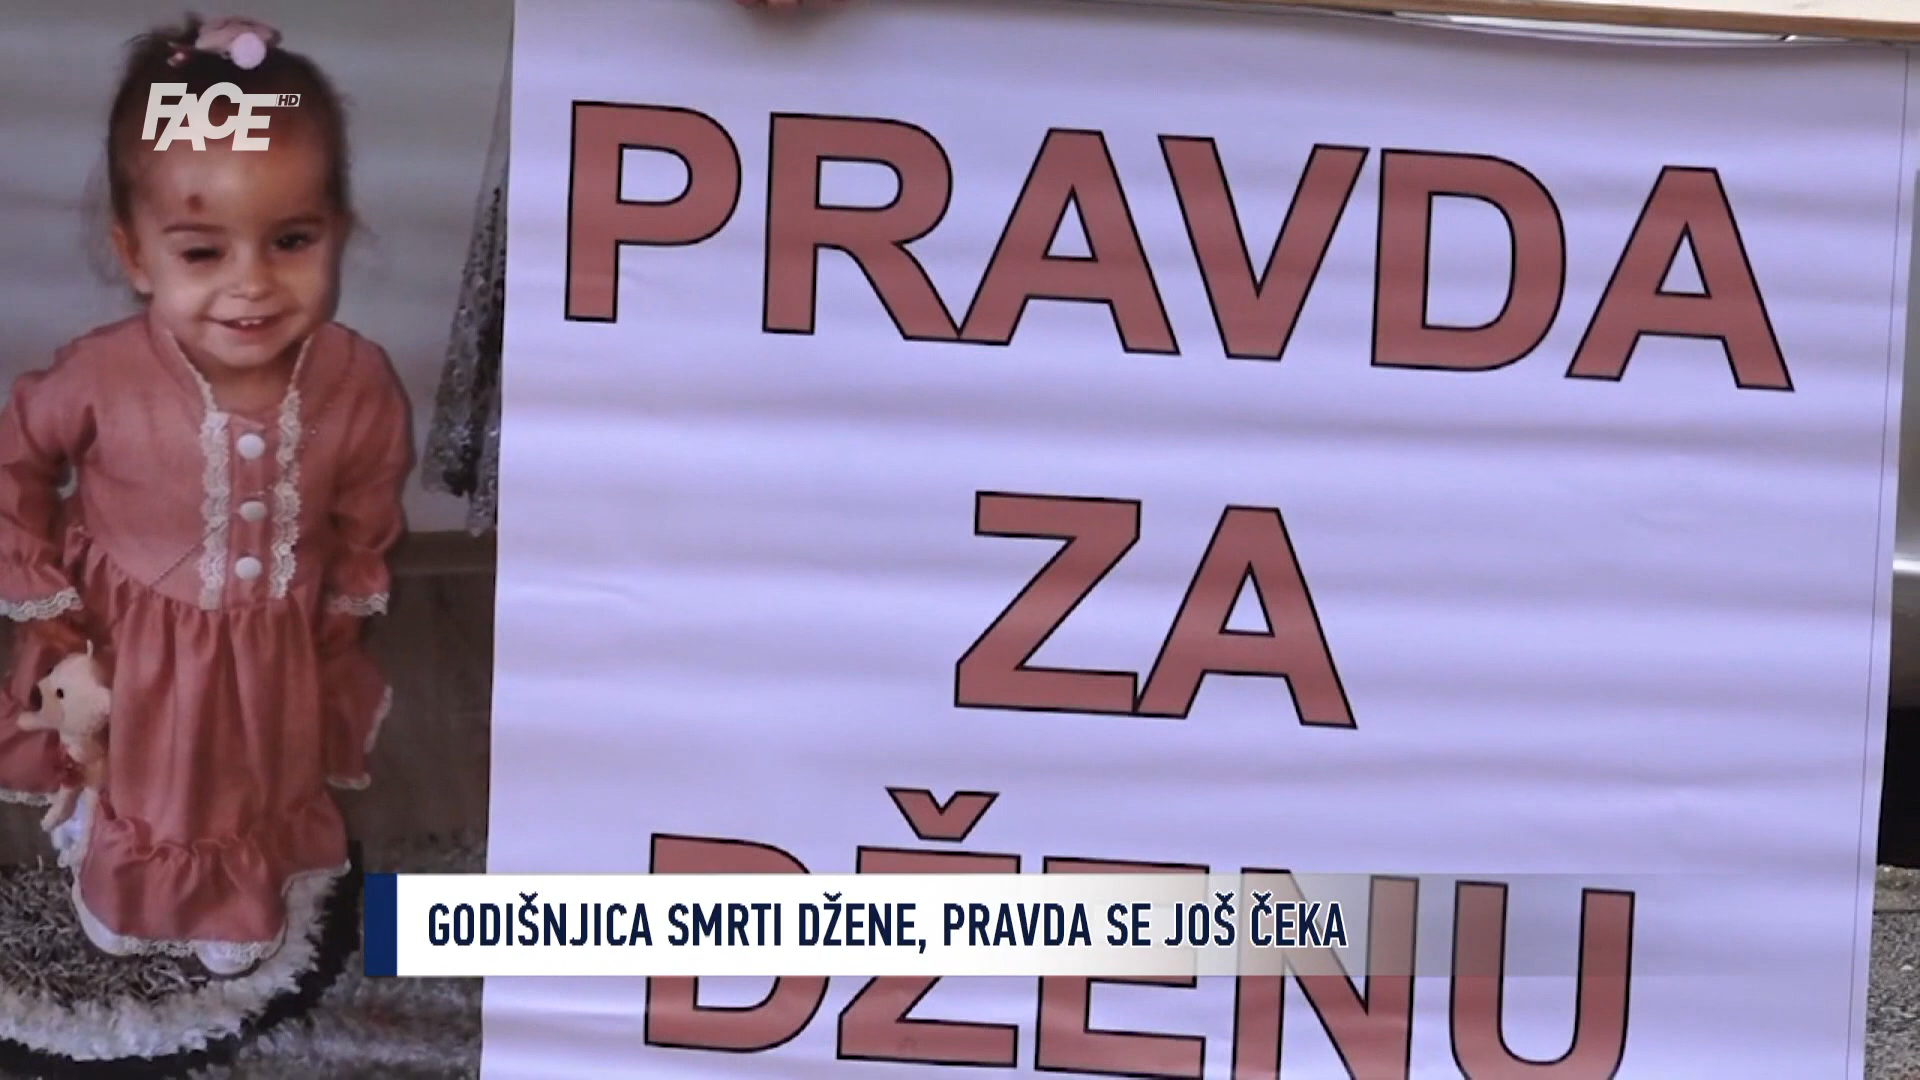 FACE HD
PRAVDA
ZA
DŽENU
GODIŠNJICA SMRTI DŽENE, PRAVDA SE JOŠ ČEKA